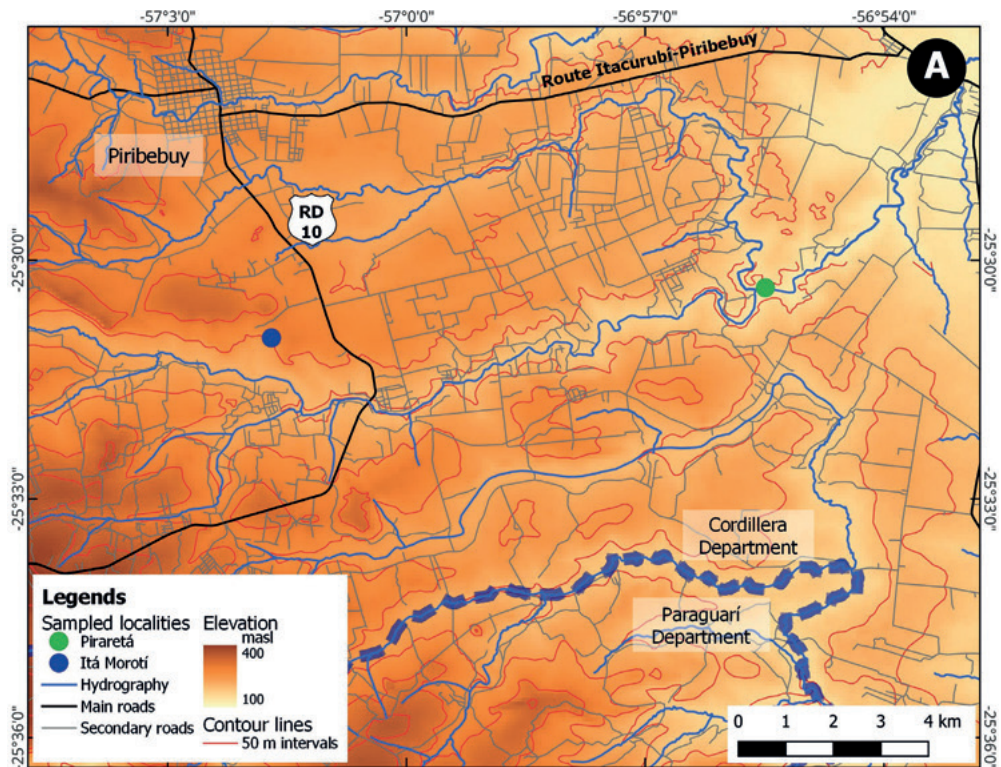 -57°3'0"
-57°0'0"
-56°57'0"
-56°54'0"
A
Route Itacurubí-Piribebuy
Piribebuy
RD
10
-25°30'0"
-25°30'0"
-25°33'0"
-25°33'0"
Cordillera
Department
Paraguarí
Department
Legends
Sampled localities
Piraretá
Itá Morotí
Hydrography
Main roads
Secondary roads
Elevation
masl
400
100
Contour lines
50 m intervals
0 1 2 3 4 km
-25°36'0"
-25°36'0"